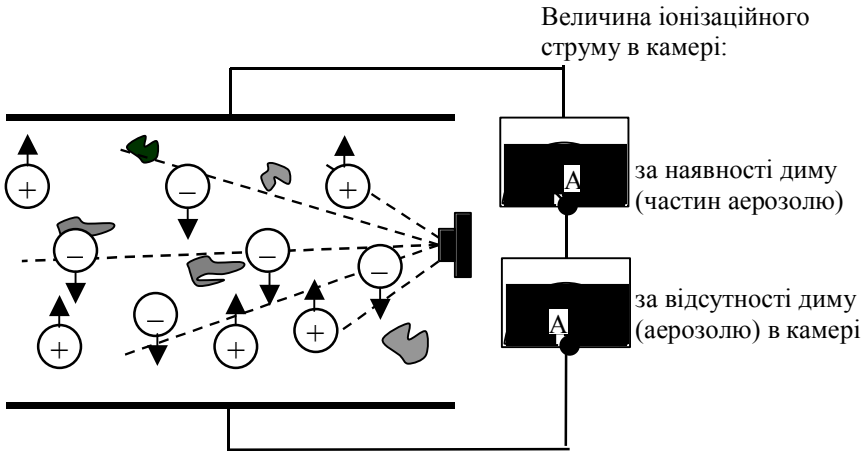 Величина іонізаційного
струму в камері:
за наявності диму
(частин аерозолю)
A
за відсутності диму
(аерозолю) в камері
A
+
−
+
−
−
−
−
+
+
+